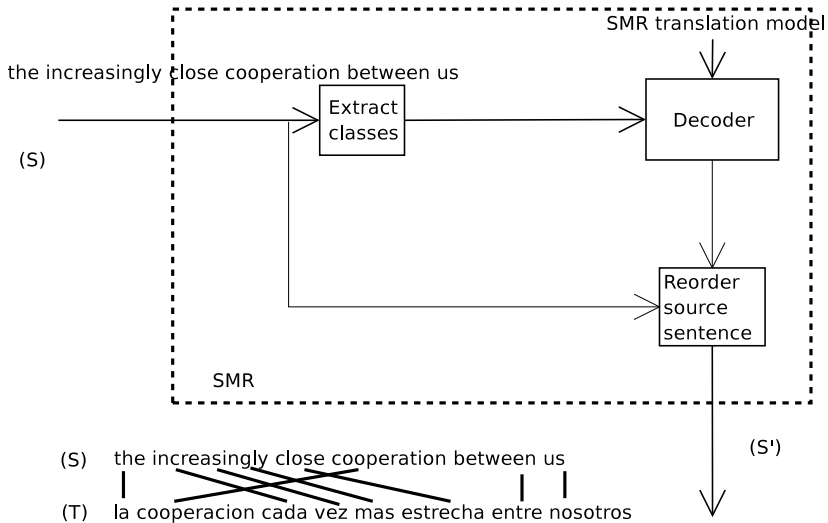 SMR translation model
the increasingly close cooperation between us
Extract
classes
Decoder
(S)
Reorder
source
sentence
SMR
(S')
(S) the increasingly close cooperation between us
(T) la cooperacion cada vez mas estrecha entre nosotros